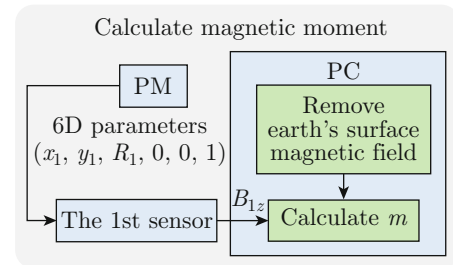 Calculate magnetic moment
PM
6D parameters
(x₁, y₁, R₁, 0, 0, 1)
The 1st sensor
B₁z
PC
Remove
earth's surface
magnetic field
Calculate m